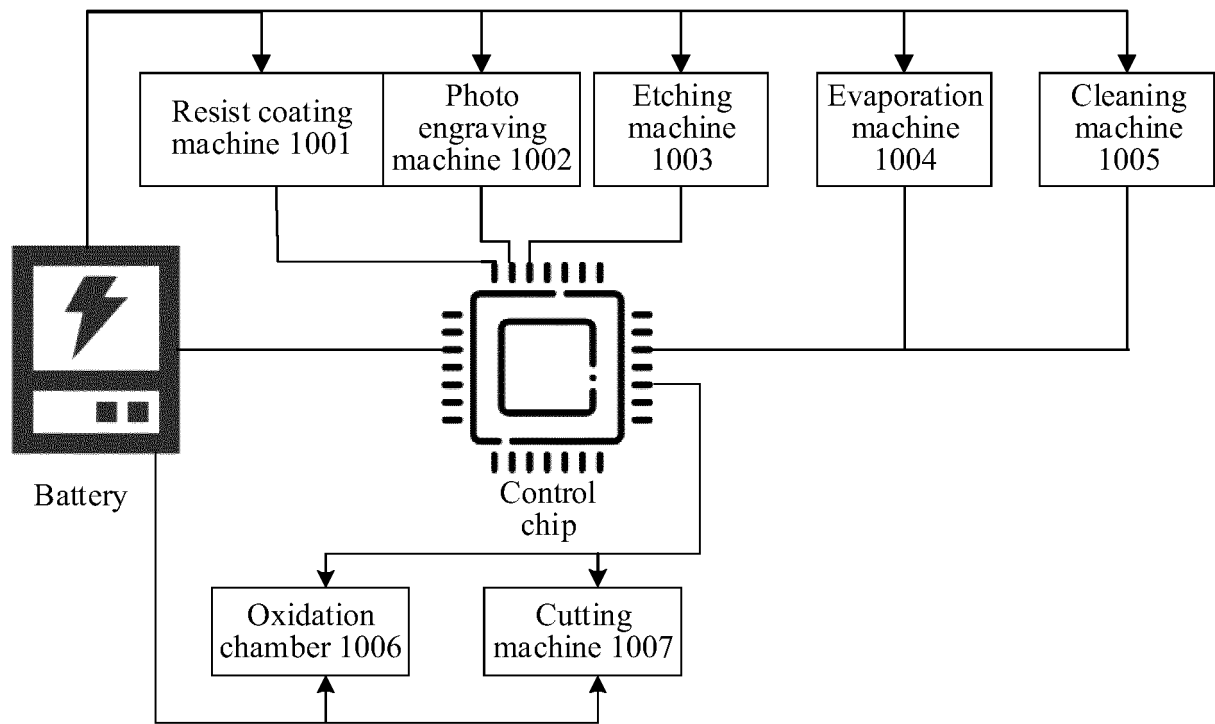 Resist coating
machine 1001
Photo
engraving
machine 1002
Etching
machine
1003
Evaporation
machine
1004
Cleaning
machine
1005
Battery
Control
chip
Oxidation
chamber 1006
Cutting
machine 1007